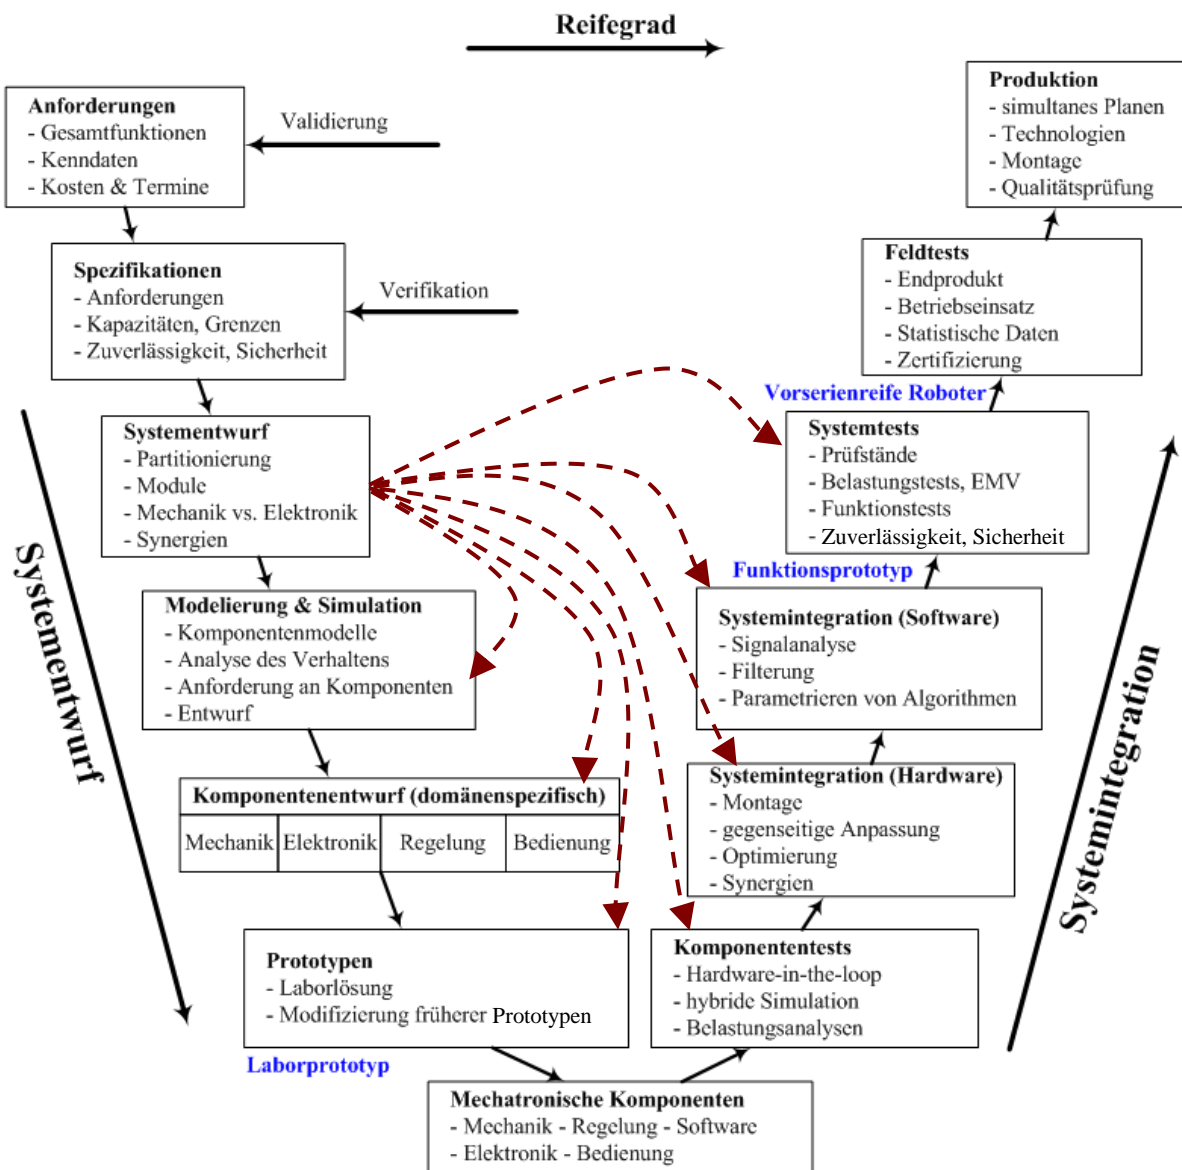 Reifegrad
Anforderungen
- Gesamtfunktionen
- Kenndaten
- Kosten & Termine
Validierung
Spezifikationen
- Anforderungen
- Kapazitäten, Grenzen
- Zuverlässigkeit, Sicherheit
Verifikation
Systementwurf
- Partitionierung
- Module
- Mechanik vs. Elektronik
- Synergien
Modelierung & Simulation
- Komponentenmodelle
- Analyse des Verhaltens
- Anforderung an Komponenten
- Entwurf
Komponentenentwurf (domänenspezifisch)
Mechanik Elektronik Regelung Bedienung
Prototypen
- Laborlösung
- Modifizierung früherer Prototypen
Laborprototyp
Mechatronische Komponenten
- Mechanik - Regelung - Software
- Elektronik - Bedienung
Komponententests
- Hardware-in-the-loop
- hybride Simulation
- Belastungsanalysen
Systemintegration (Hardware)
- Montage
- gegenseitige Anpassung
- Optimierung
- Synergien
Systemintegration (Software)
- Signalanalyse
- Filterung
- Parametrieren von Algorithmen
Funktionsprototyp
Systemtests
- Prüfstände
- Belastungstests, EMV
- Funktionstests
- Zuverlässigkeit, Sicherheit
Vorserienreife Roboter
Feldtests
- Endprodukt
- Betriebseinsatz
- Statistische Daten
- Zertifizierung
Produktion
- simultanes Planen
- Technologien
- Montage
- Qualitätsprüfung
Systementwurf
Systemintegration